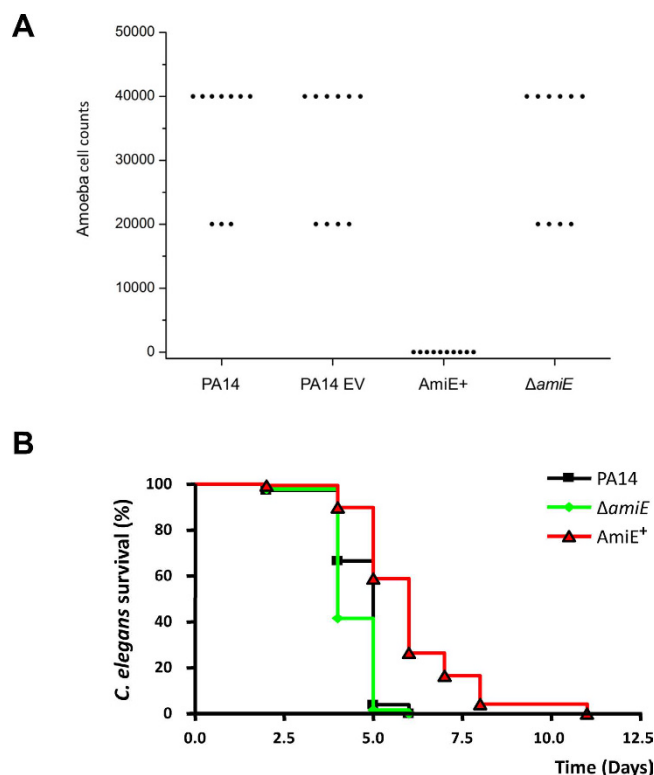 A
50000
40000
30000
20000
10000
0
Amoeba cell counts
PA14 PA14 EV AmiE+ ΔamiE
B
PA14
ΔamiE
AmiE⁺
100
80
60
40
20
0
C. elegans survival (%)
0.0 2.5 5.0 7.5 10.0 12.5
Time (Days)